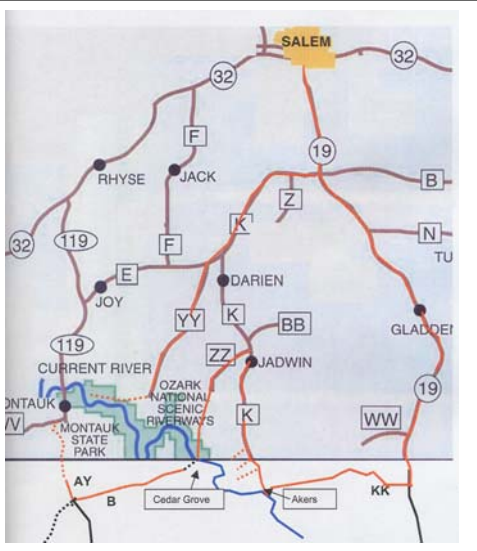 SALEM
32
32
F
19
RHYSE
JACK
B
Z
K
N
32
119
F
TU
E
DARIEN
JOY
K
YY
BB
GLADDEN
119
ZZ
JADWIN
CURRENT RIVER
OZARK
NATIONAL
SCENIC
RIVERWAYS
19
ONTAUK
K
WW
VV
MONTAUK
STATE
PARK
AY
B
Cedar Grove
Akers
KK